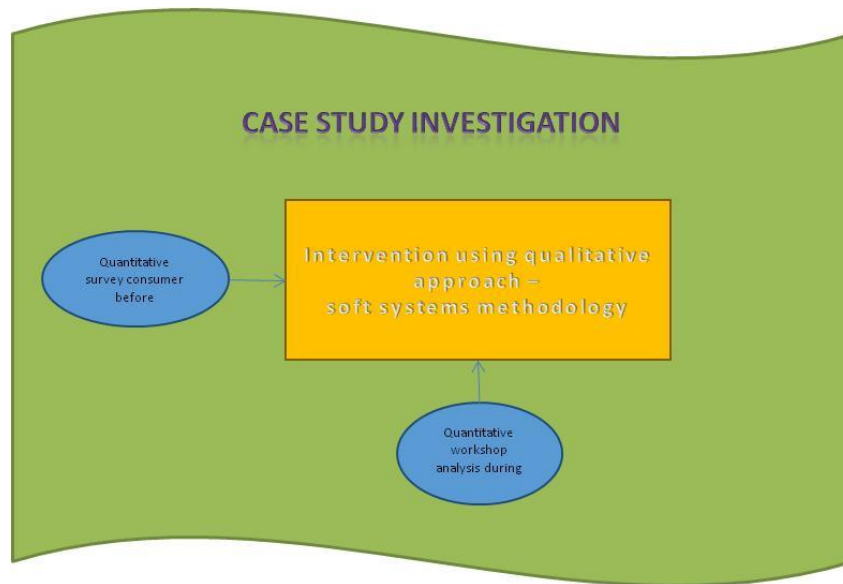 CASE STUDY INVESTIGATION
Intervention using qualitative
approach –
soft systems methodology
Quantitative
survey consumer
before
Quantitative
workshop
analysis during